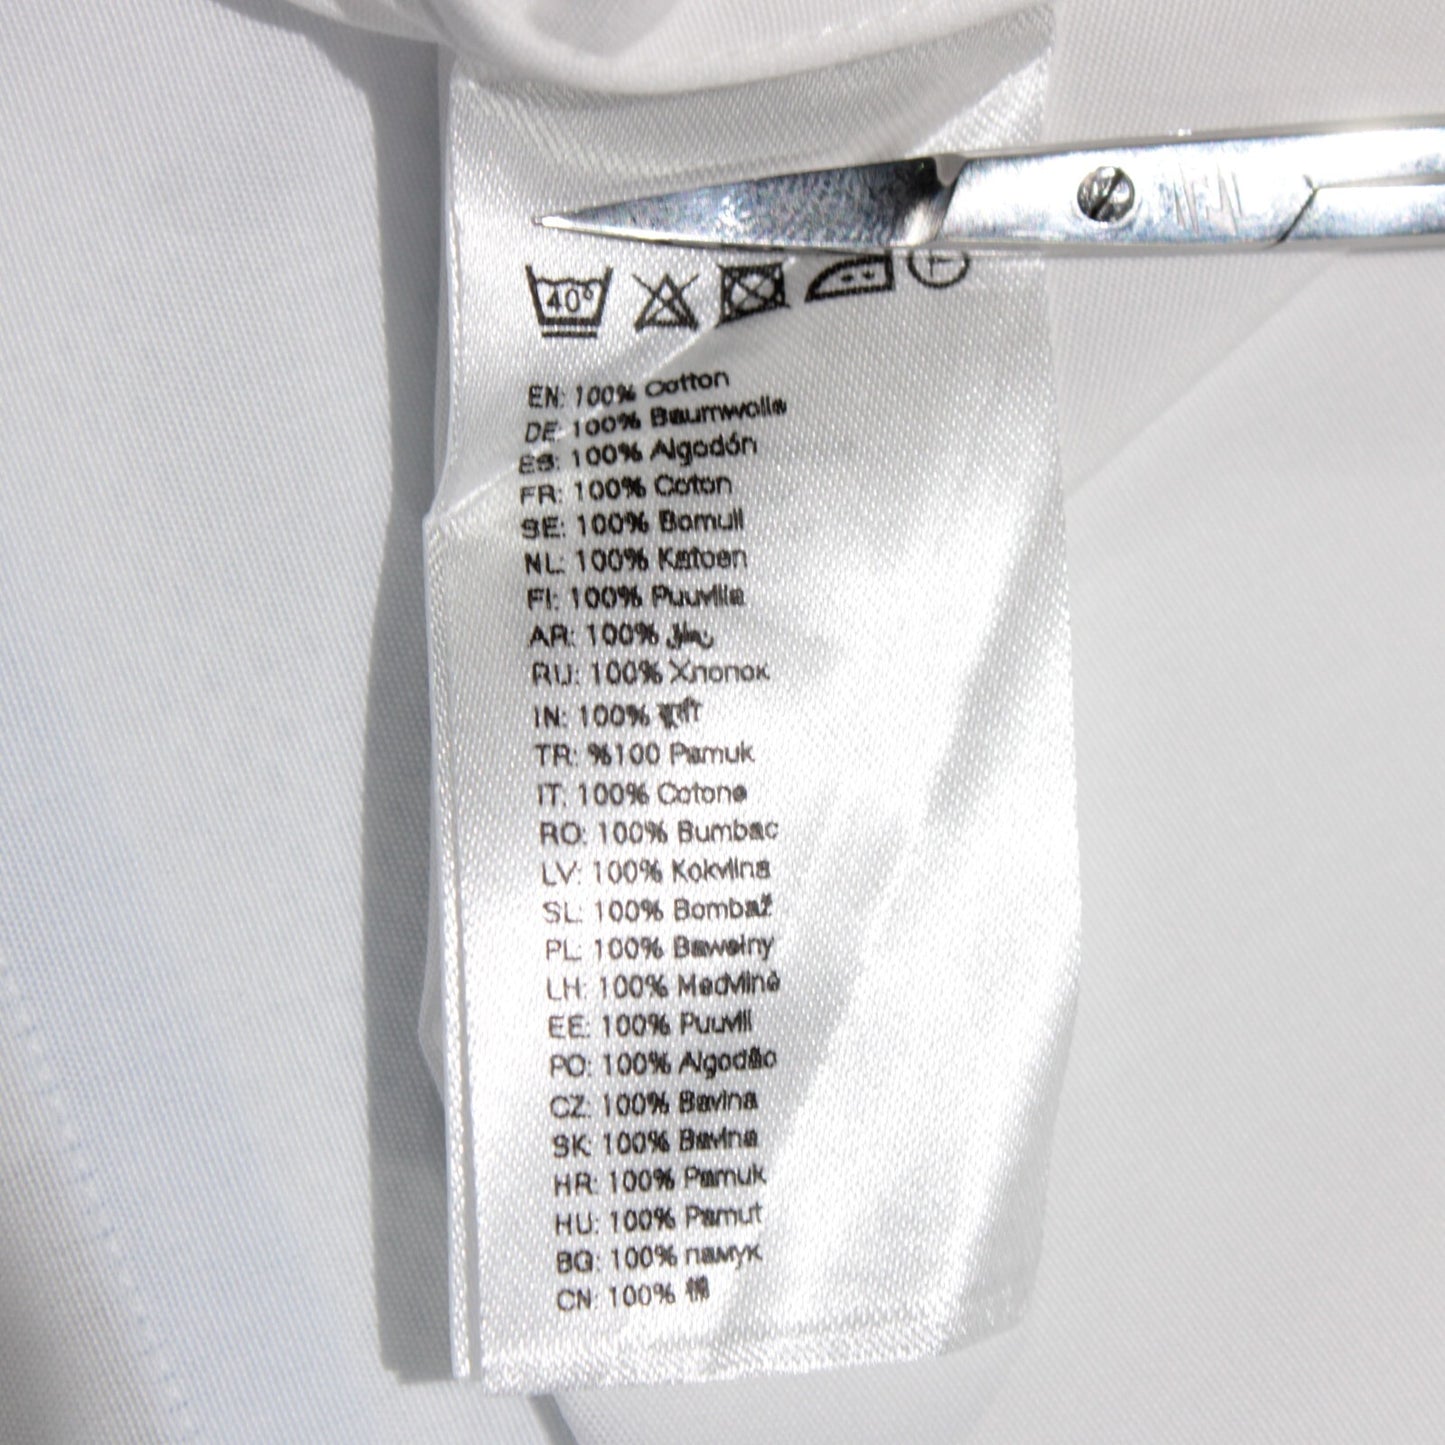 40°
EN: 100% Cotton
DE: 100% Baumwolle
ES: 100% Algodón
FR: 100% Coton
SE: 100% Bomull
NL: 100% Katoen
FI: 100% Puuvilla
AR: 100%
RU: 100% Хлопок
IN: 100% सूती
TR: %100 Pamuk
IT: 100% Cotone
RO: 100% Bumbac
LV: 100% Kokvilna
SL: 100% Bombaž
PL: 100% Bawełny
LH: 100% Medvilnė
EE: 100% Puuvill
PO: 100% Algodão
CZ: 100% Bavlna
SK: 100% Bavlna
HR: 100% Pamuk
HU: 100% Pamut
BG: 100% памук
CN: 100% 棉